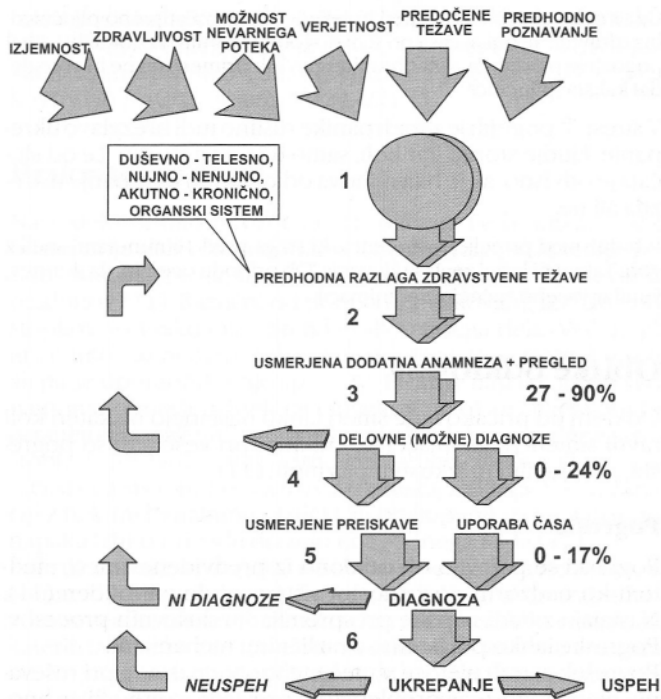 IZJEMNOST
ZDRAVLJIVOST
MOŽNOST
NEVARNEGA
POTEKA
VERJETNOST
PREDOČENE
TEŽAVE
PREDHODNO
POZNAVANJE
1
DUŠEVNO - TELESNO,
NUJNO - NENUJNO,
AKUTNO - KRONIČNO,
ORGANSKI SISTEM
PREDHODNA RAZLAGA ZDRAVSTVENE TEŽAVE
2
USMERJENA DODATNA ANAMNEZA + PREGLED
3
27 - 90%
DELOVNE (MOŽNE) DIAGNOZE
4
0 - 24%
USMERJENE PREISKAVE
UPORABA ČASA
5
0 - 17%
NI DIAGNOZE
DIAGNOZA
6
NEUSPEH
UKREPANJE
USPEH